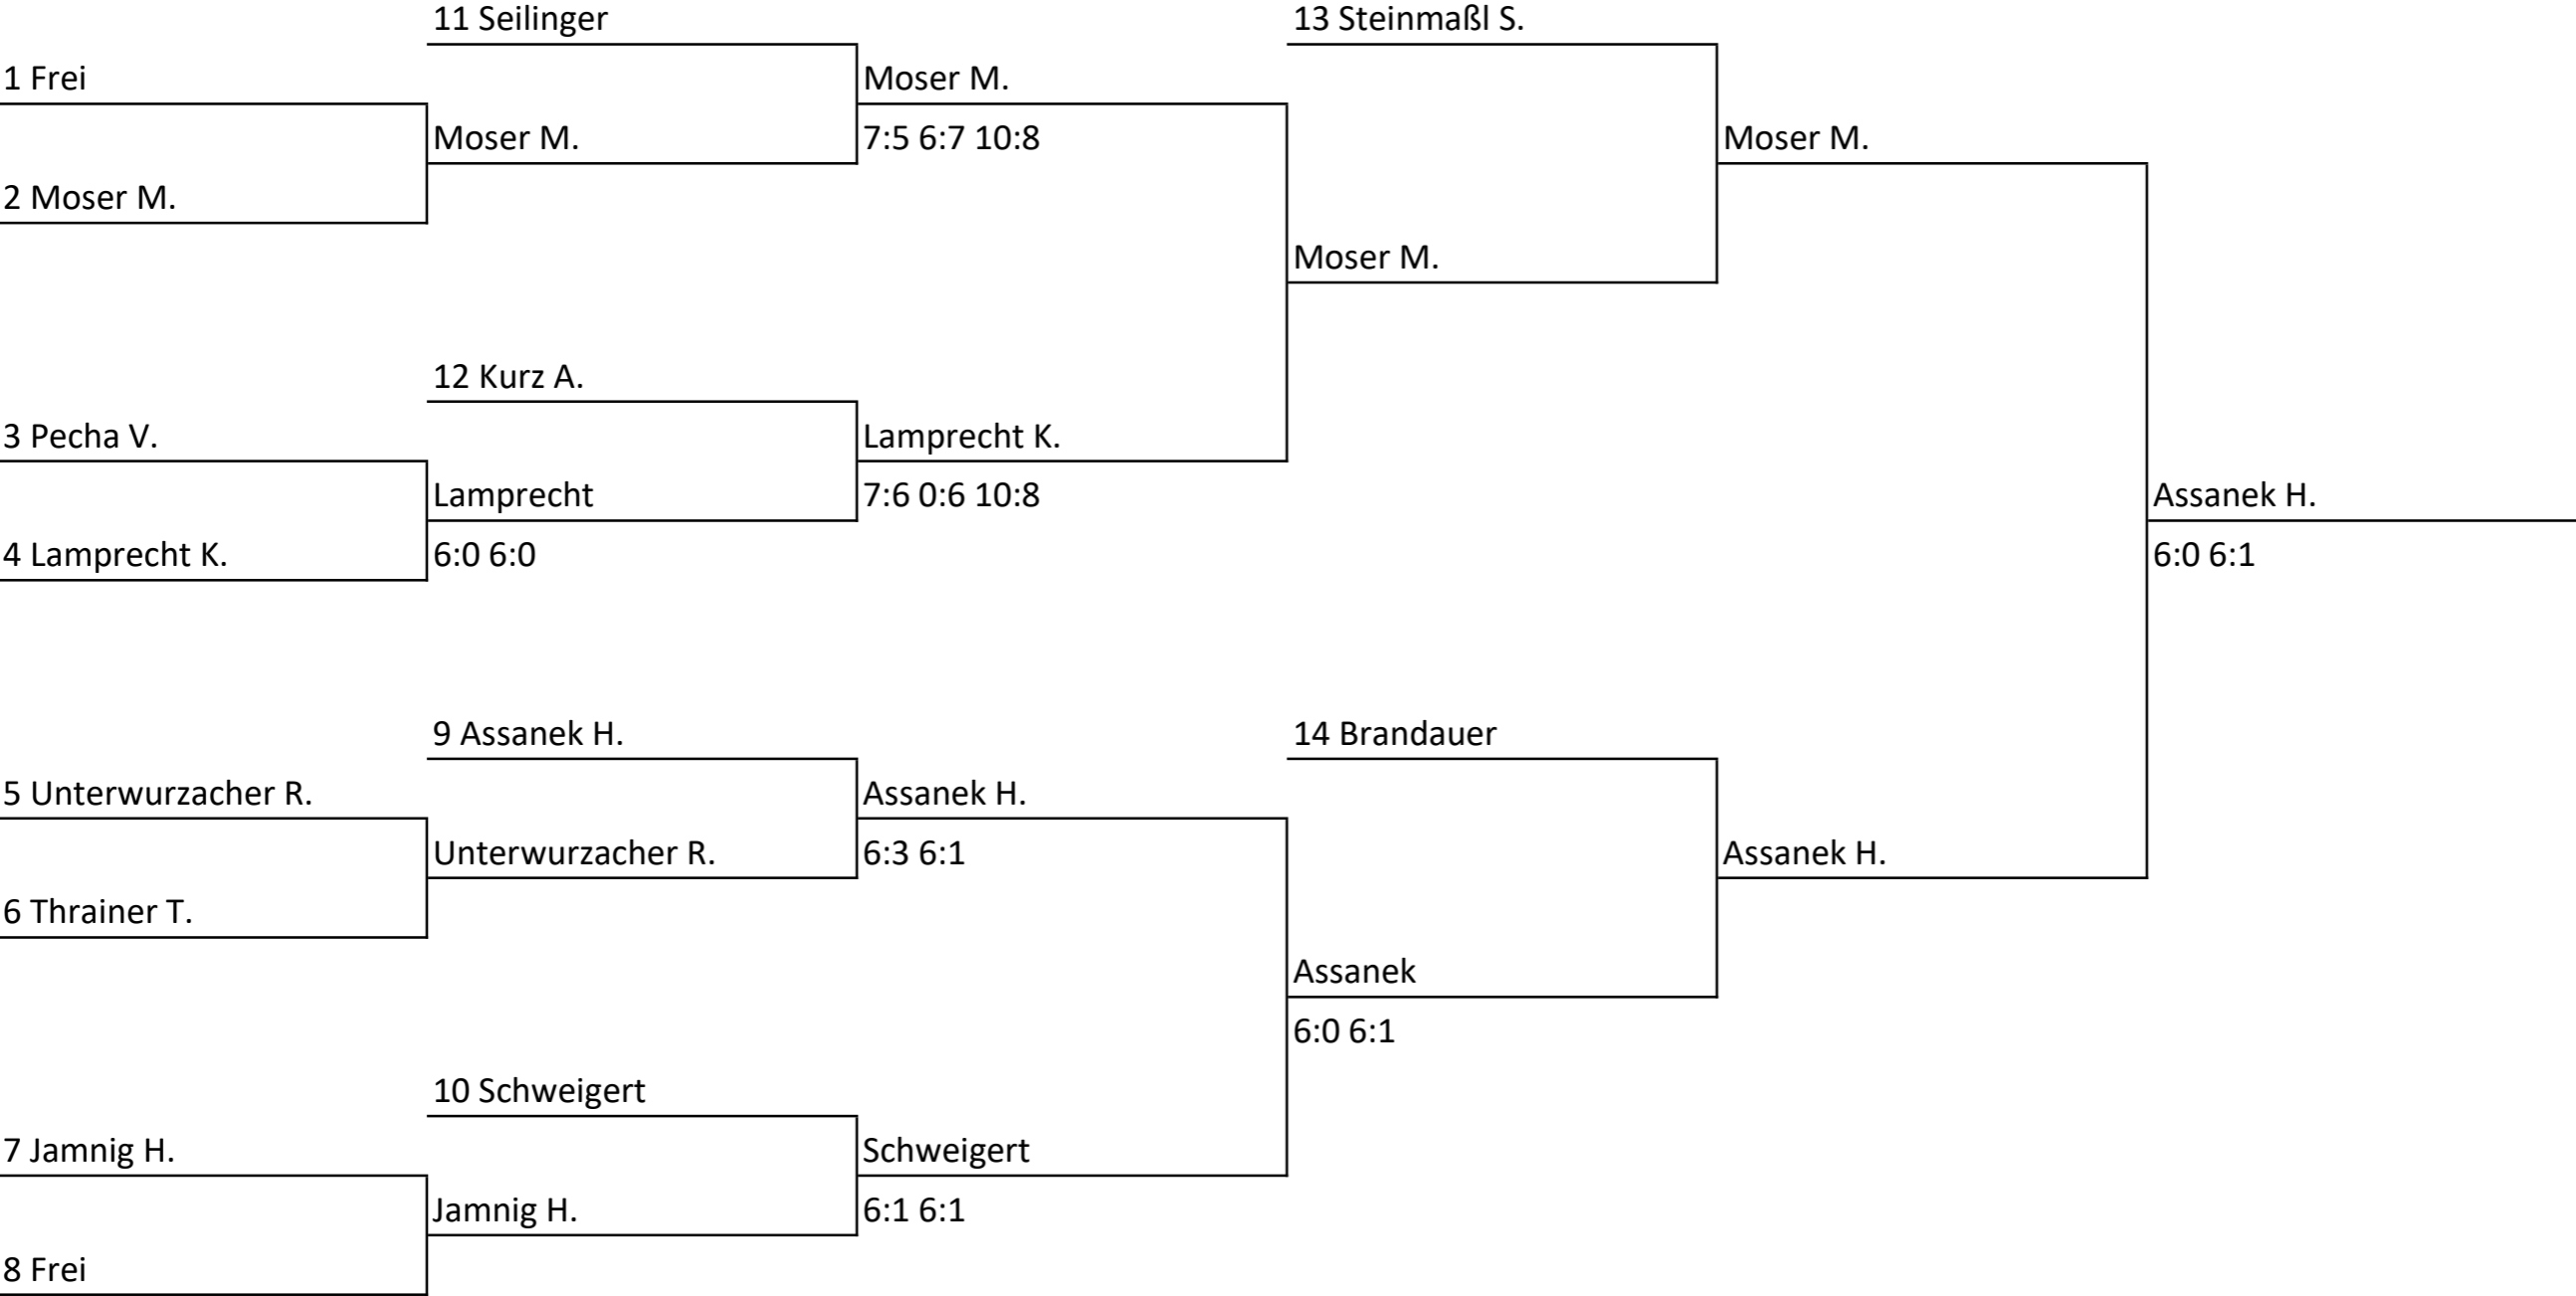 11 Seilinger
13 Steinmaßl S.
1 Frei
Moser M.
Moser M.
7:5 6:7 10:8
Moser M.
2 Moser M.
Moser M.
12 Kurz A.
3 Pecha V.
Lamprecht K.
Lamprecht
7:6 0:6 10:8
Assanek H.
4 Lamprecht K.
6:0 6:0
6:0 6:1
9 Assanek H.
14 Brandauer
5 Unterwurzacher R.
Assanek H.
Unterwurzacher R.
6:3 6:1
Assanek H.
6 Thrainer T.
Assanek
6:0 6:1
10 Schweigert
7 Jamnig H.
Schweigert
Jamnig H.
6:1 6:1
8 Frei